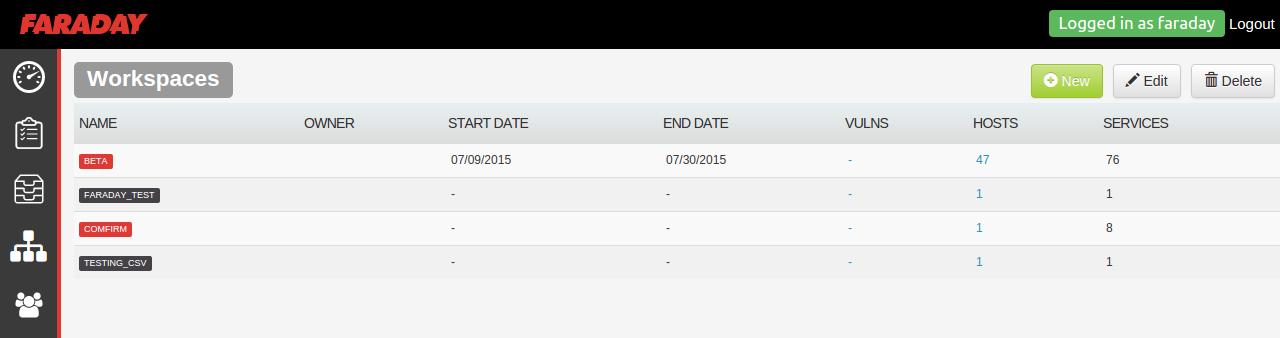 FARADAY
Logged in as faraday Logout
Workspaces
New Edit Delete
NAME OWNER START DATE END DATE VULNS HOSTS SERVICES
BETA 07/09/2015 07/30/2015 - 47 76
FARADAY_TEST - - - 1 1
COMFIRM - - - 1 8
TESTING_CSV - - - 1 1